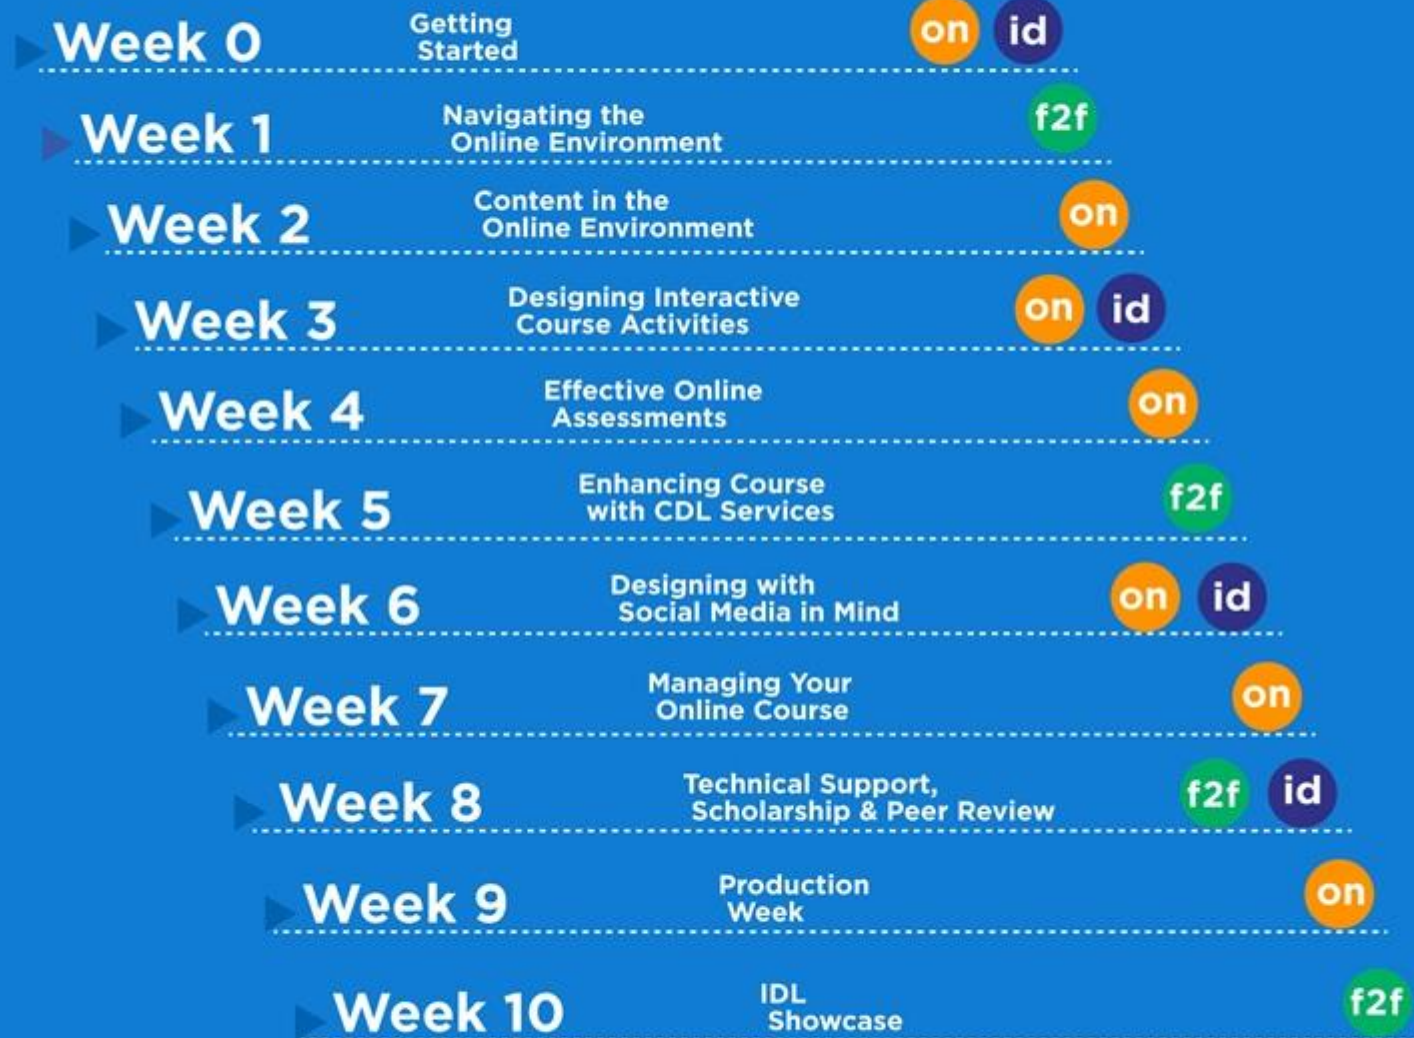 Week 0
Getting
Started
on id
Week 1
Navigating the
Online Environment
f2f
Week 2
Content in the
Online Environment
on
Week 3
Designing Interactive
Course Activities
on id
Week 4
Effective Online
Assessments
on
Week 5
Enhancing Course
with CDL Services
f2f
Week 6
Designing with
Social Media in Mind
on id
Week 7
Managing Your
Online Course
on
Week 8
Technical Support,
Scholarship & Peer Review
f2f id
Week 9
Production
Week
on
Week 10
IDL
Showcase
f2f